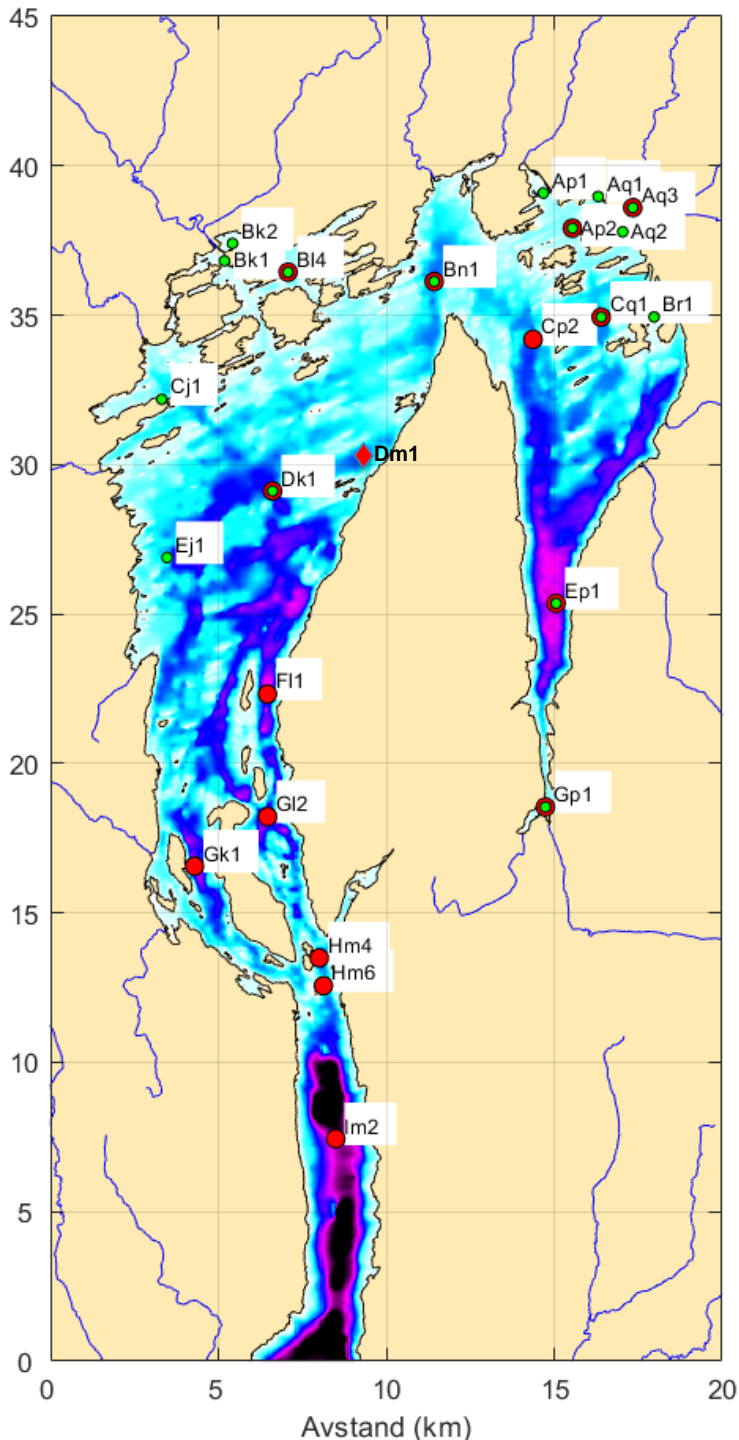 45
40
35
30
25
20
15
10
5
0
Ap1
Aq1
Aq3
Ap2
Aq2
Bk2
Bk1
Bl4
Bn1
Cq1
Br1
Cp2
Cj1
Dm1
Dk1
Ej1
Ep1
Fl1
Gl2
Gp1
Gk1
Hm4
Hm6
Im2
0 5 10 15 20
Avstand (km)